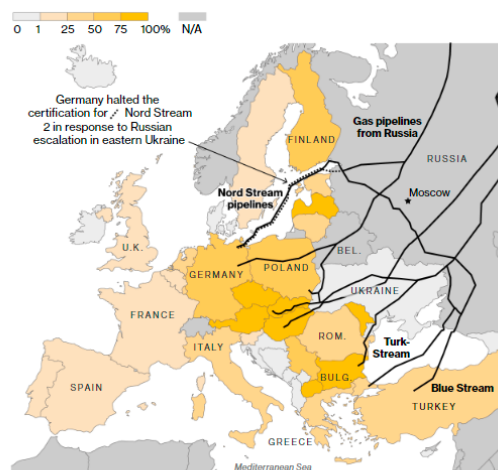 0 1 25 50 75 100% N/A
Germany halted the
certification for Nord Stream
2 in response to Russian
escalation in eastern Ukraine
Gas pipelines
from Russia
FINLAND
RUSSIA
Nord Stream
pipelines
Moscow
U.K.
BEL.
GERMANY
POLAND
UKRAINE
FRANCE
ROM.
ITALY
Turk-
Stream
SPAIN
BULG.
Blue Stream
TURKEY
GREECE
Mediterranean Sea